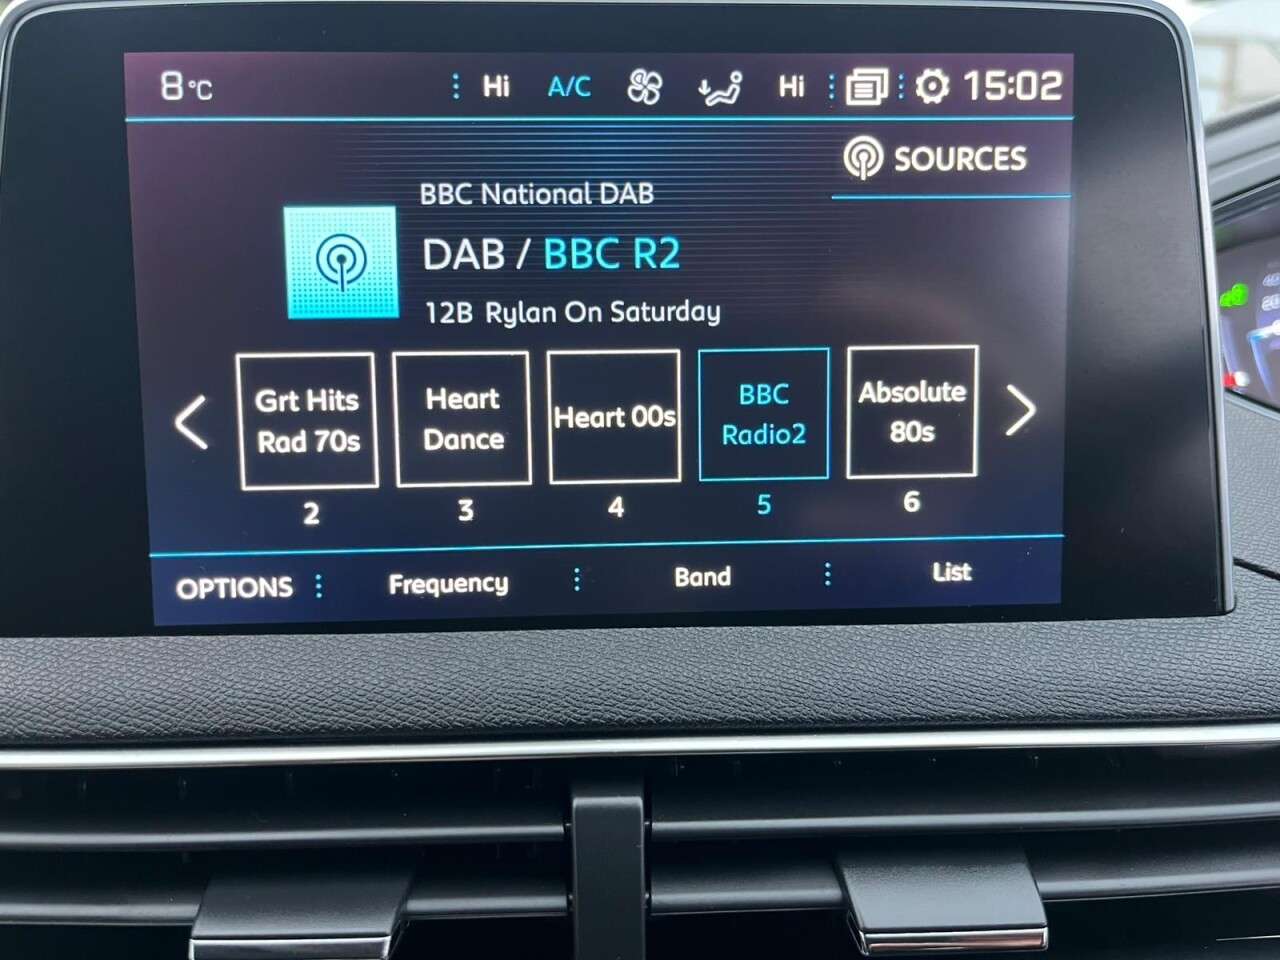 8°C Hi A/C Hi 15:02
SOURCES
BBC National DAB
DAB / BBC R2
12B Rylan On Saturday
Grt Hits
Rad 70s
Heart
Dance
Heart 00s
BBC
Radio2
Absolute
80s
2 3 4 5 6
OPTIONS Frequency Band List